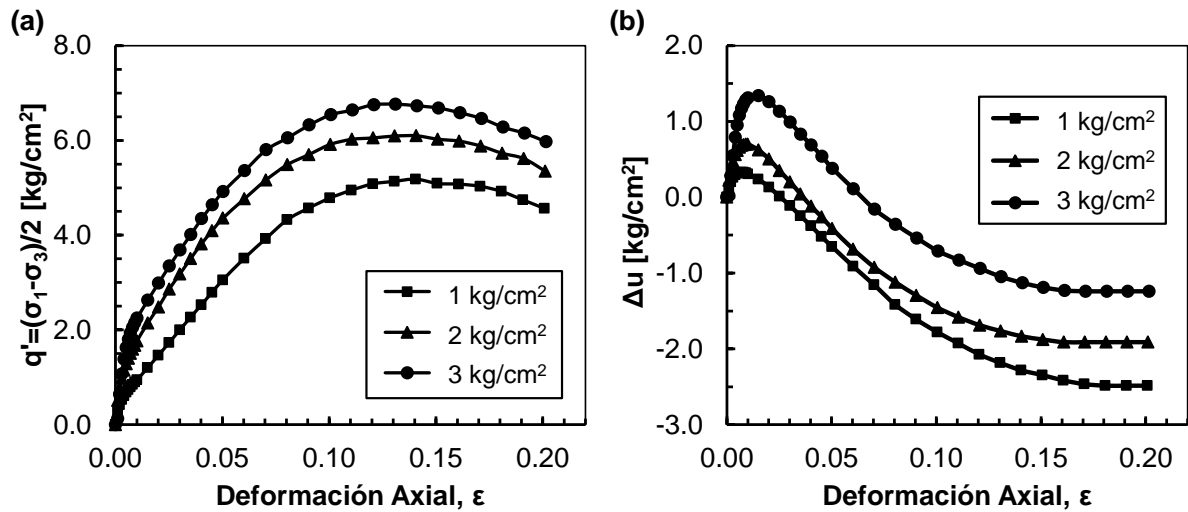 (a)
8.0
6.0
4.0
2.0
0.0
q'=(σ₁-σ₃)/2 [kg/cm²]
1 kg/cm²
2 kg/cm²
3 kg/cm²
0.00 0.05 0.10 0.15 0.20
Deformación Axial, ε
(b)
2.0
1.0
0.0
-1.0
-2.0
-3.0
Δu [kg/cm²]
1 kg/cm²
2 kg/cm²
3 kg/cm²
0.00 0.05 0.10 0.15 0.20
Deformación Axial, ε